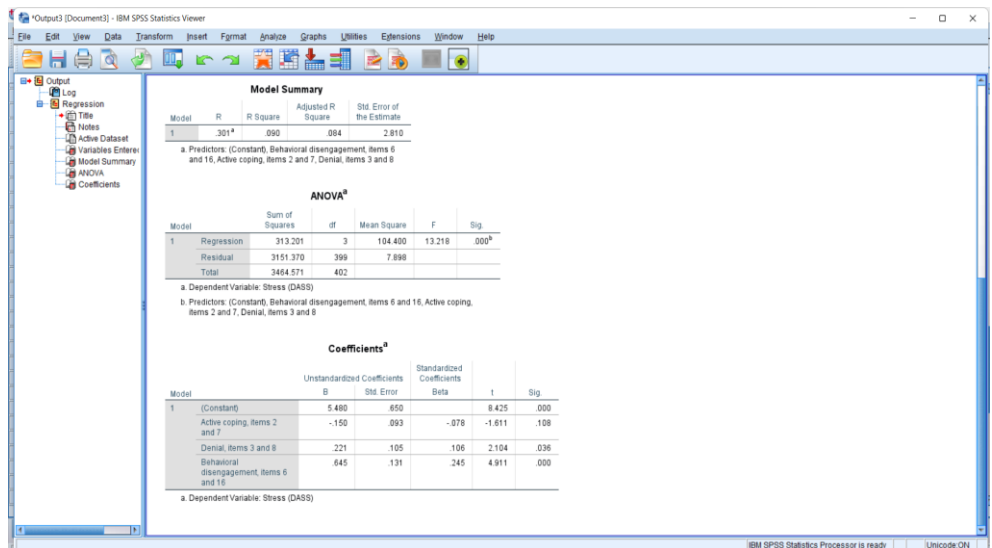 *Output3 [Document3] - IBM SPSS Statistics Viewer
File Edit View Data Transform Insert Format Analyze Graphs Utilities Extensions Window Help
Output
Log
Regression
Title
Notes
Active Dataset
Variables Entere
Model Summary
ANOVA
Coefficients
Model Summary
Model R R Square Adjusted R Square Std. Error of the Estimate
1 .301a .090 .084 2.810
a. Predictors: (Constant), Behavioral disengagement, items 6
and 16, Active coping, items 2 and 7, Denial, items 3 and 8
ANOVAa
Model Sum of Squares df Mean Square F Sig.
1 Regression 313.201 3 104.400 13.218 .000b
Residual 3151.370 399 7.898
Total 3464.571 402
a. Dependent Variable: Stress (DASS)
b. Predictors: (Constant), Behavioral disengagement, items 6 and 16, Active coping,
items 2 and 7, Denial, items 3 and 8
Coefficientsa
Unstandardized Coefficients Standardized Coefficients
Model B Std. Error Beta t Sig.
1 (Constant) 5.480 .650 8.425 .000
Active coping, items 2 and 7 -.150 .093 -.078 -1.611 .108
Denial, items 3 and 8 .221 .105 .106 2.104 .036
Behavioral disengagement, items 6 and 16 .645 .131 .245 4.911 .000
a. Dependent Variable: Stress (DASS)
IBM SPSS Statistics Processor is ready Unicode:ON